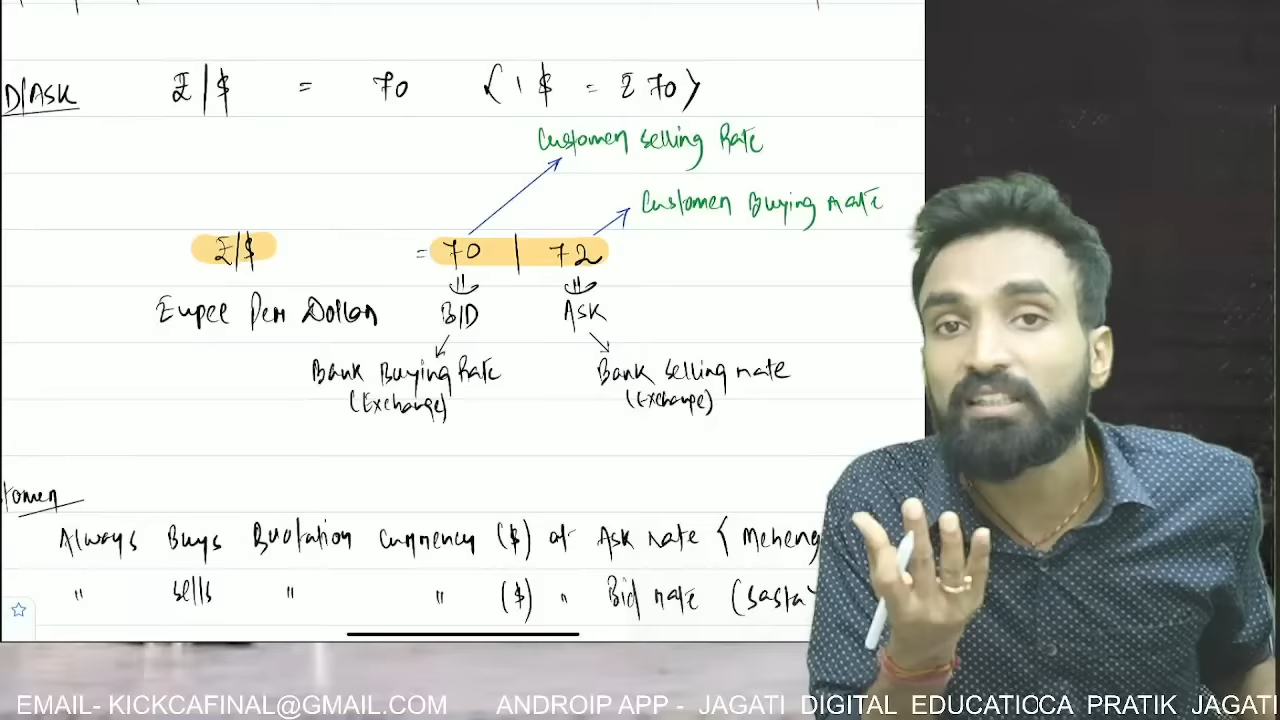 D/ASK ₹|$ = 70 {1 $ = ₹ 70}
Customer selling Rate
Customer Buying rate
₹|$ = 70 | 72
Rupee Per Dollar BID ASK
Bank Buying Rate Bank selling rate
(Exchange) (Exchange)
tomer
Always Buys Quotation Currency ($) at Ask rate { Meheng
" sells " " ($) " Bid rate (sasta
EMAIL- KICKCAFINAL@GMAIL.COM ANDROIP APP - JAGATI DIGITAL EDUCATIOCA PRATIK JAGATI